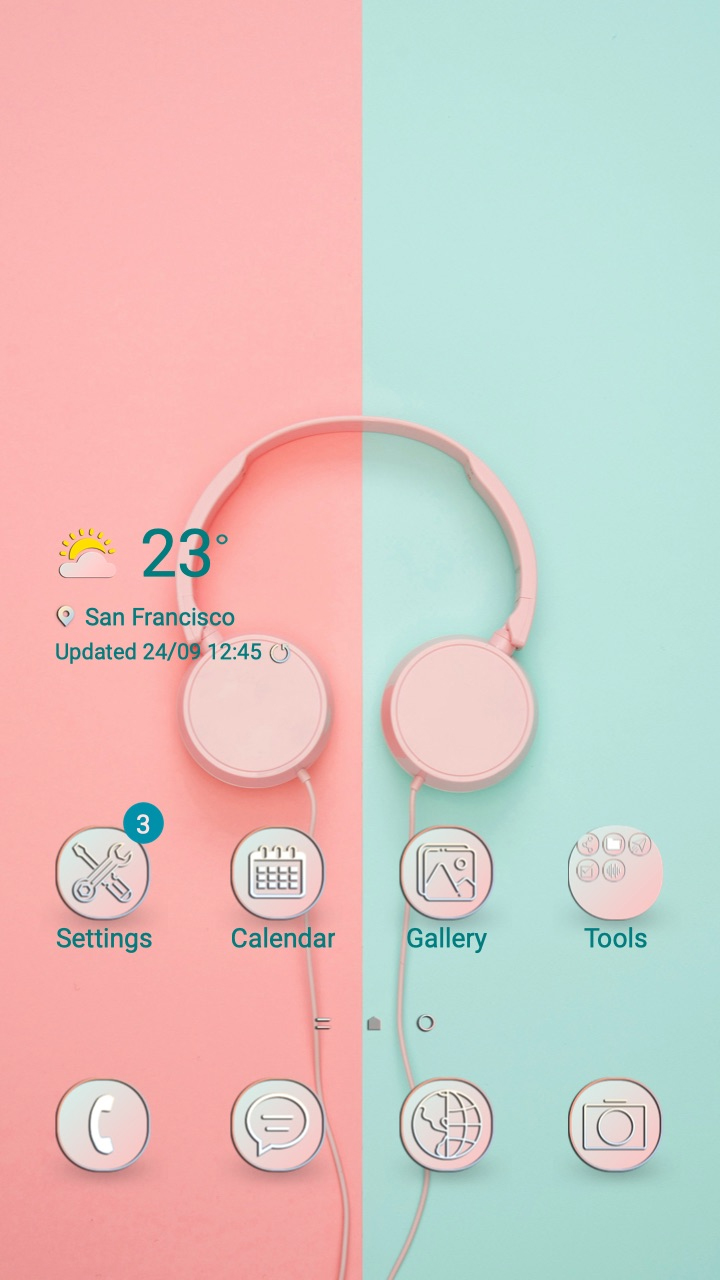 23°
San Francisco
Updated 24/09 12:45
3
Settings
Calendar
Gallery
Tools